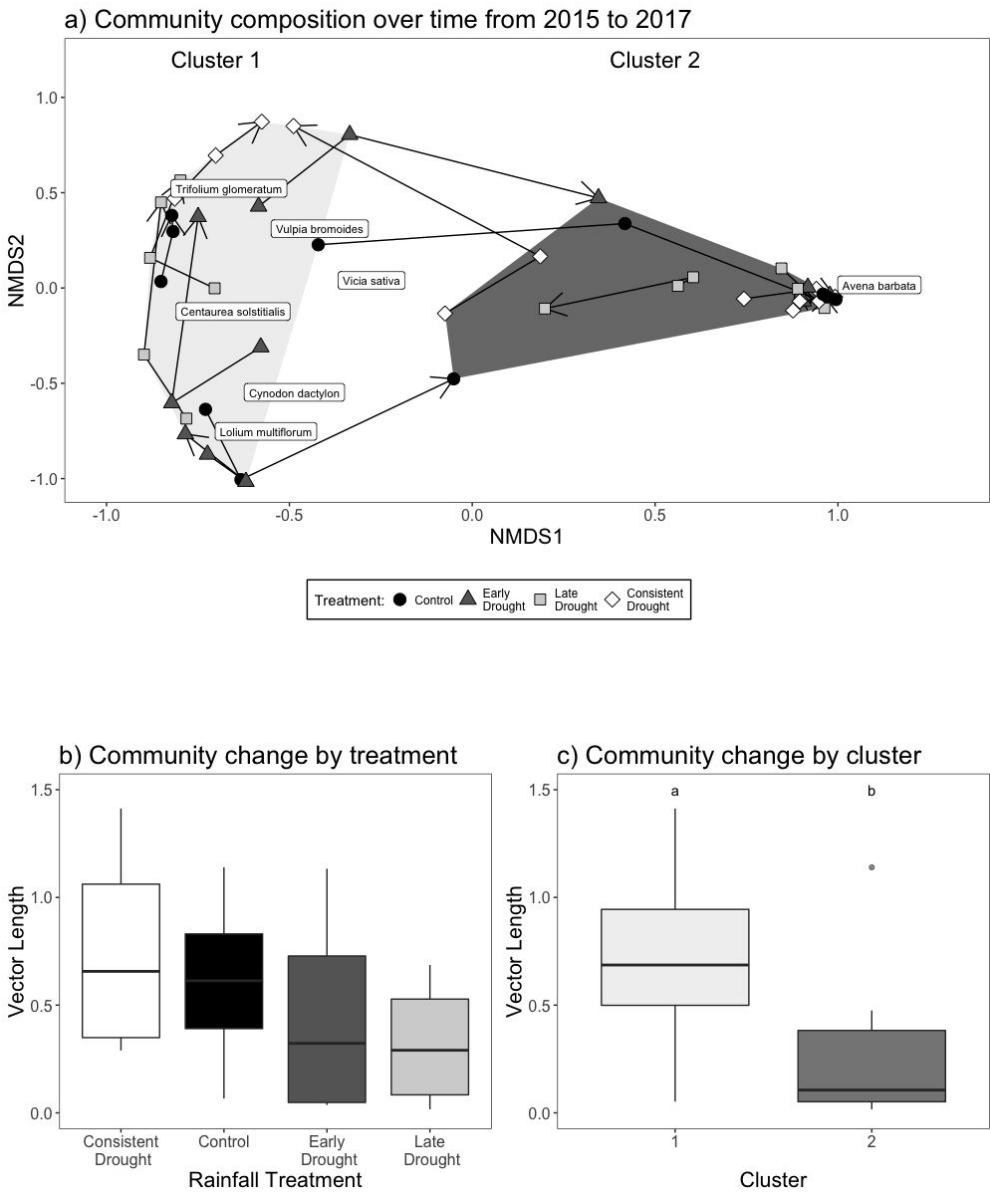 a) Community composition over time from 2015 to 2017
Cluster 1
Cluster 2
1.0
0.5
0.0
-0.5
-1.0
NMDS2
Trifolium glomeratum
Vulpia bromoides
Vicia sativa
Avena barbata
Centaurea solstitialis
Cynodon dactylon
Lolium multiflorum
-1.0
-0.5
0.0
0.5
1.0
NMDS1
Treatment:
Control
Early
Drought
Late
Drought
Consistent
Drought
b) Community change by treatment
1.5
1.0
0.5
0.0
Vector Length
Consistent
Drought
Control
Early
Drought
Late
Drought
Rainfall Treatment
c) Community change by cluster
a
b
1.5
1.0
0.5
0.0
Vector Length
1
2
Cluster